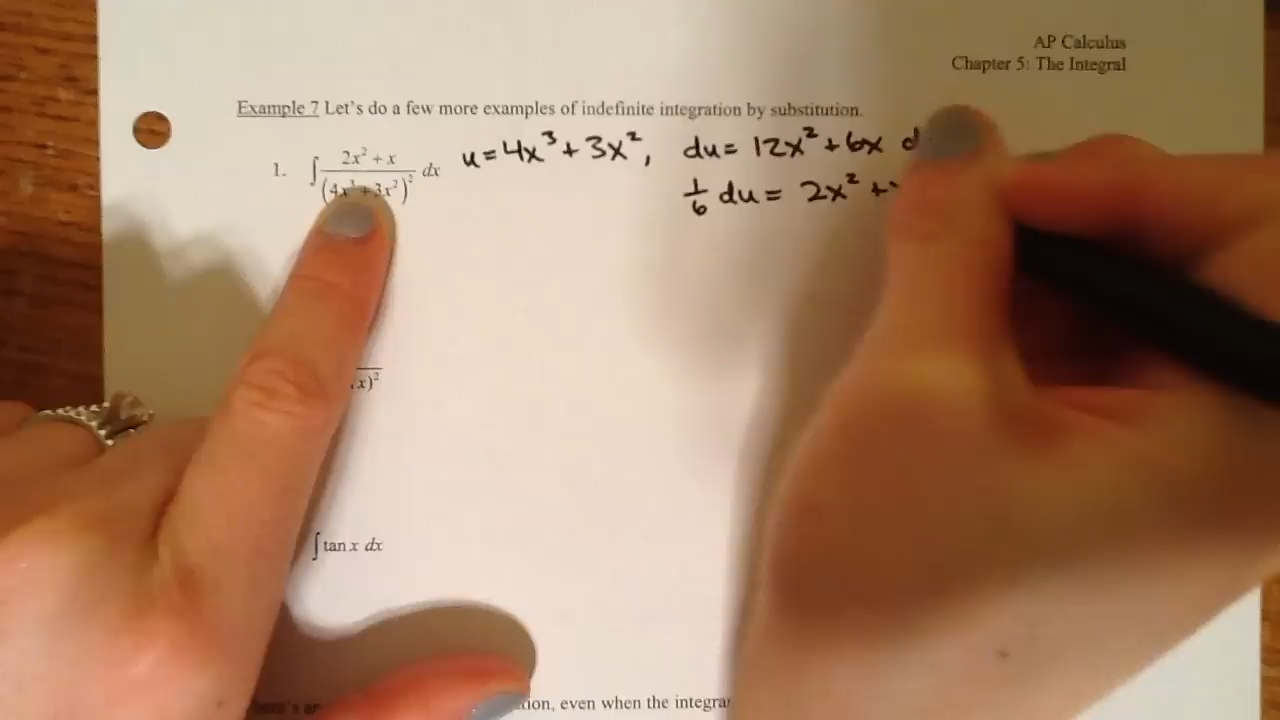 AP Calculus
Chapter 5: The Integral
Example 7 Let's do a few more examples of indefinite integration by substitution.
1. ∫ (2x² + x)/(4x³ + 3x²)² dx u = 4x³ + 3x², du = 12x² + 6x d
1/6 du = 2x² +
x)²
∫ tan x dx
, even when the